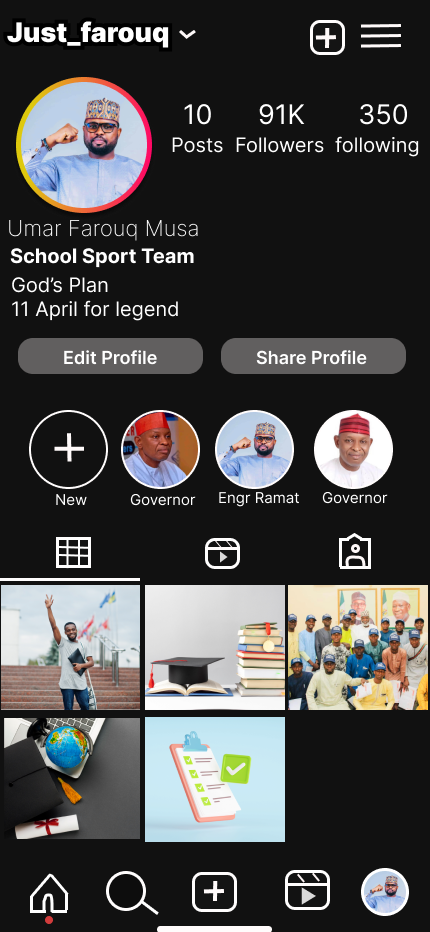 Just_farouq
10 91K 350
Posts Followers following
Umar Farouq Musa
School Sport Team
God's Plan
11 April for legend
Edit Profile Share Profile
New Governor Engr Ramat Governor